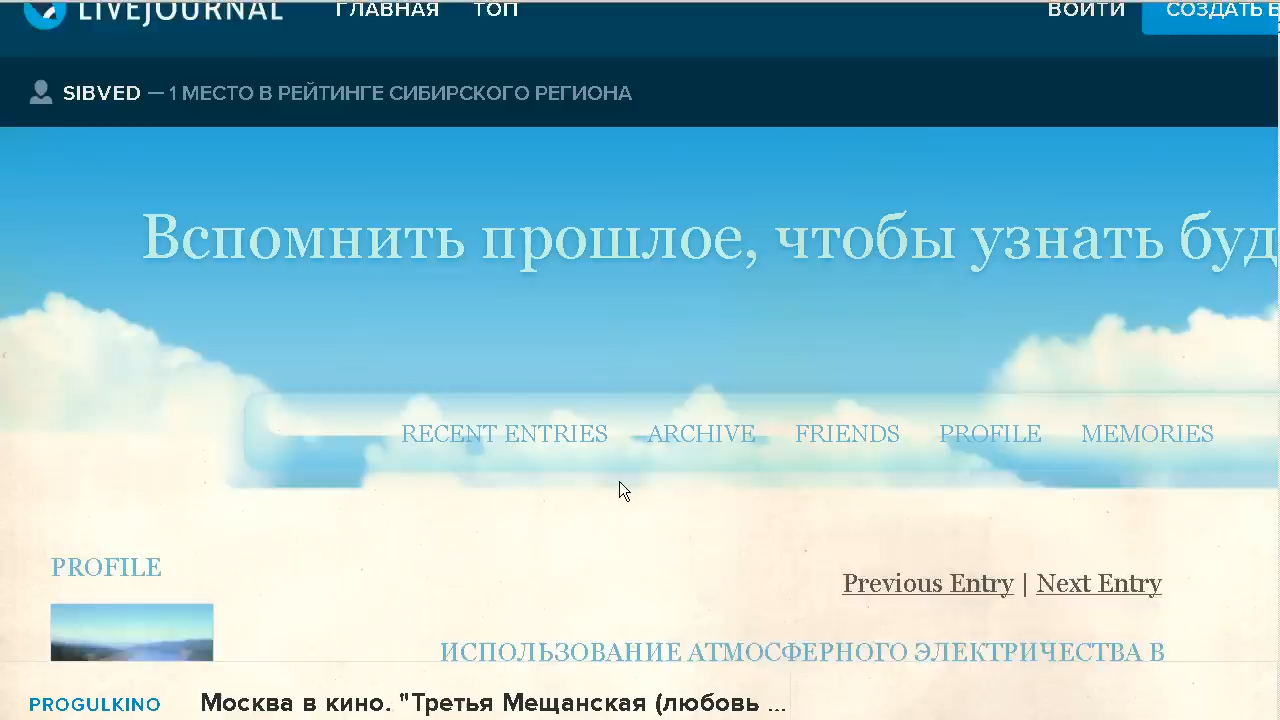 LIVEJOURNAL ГЛАВНАЯ ТОП ВОЙТИ СОЗДАТЬ
SIBVED — 1 МЕСТО В РЕЙТИНГЕ СИБИРСКОГО РЕГИОНА
Вспомнить прошлое, чтобы узнать буд
RECENT ENTRIES ARCHIVE FRIENDS PROFILE MEMORIES
PROFILE
Previous Entry | Next Entry
ИСПОЛЬЗОВАНИЕ АТМОСФЕРНОГО ЭЛЕКТРИЧЕСТВА В
PROGULKINO Москва в кино. "Третья Мещанская (любовь ...